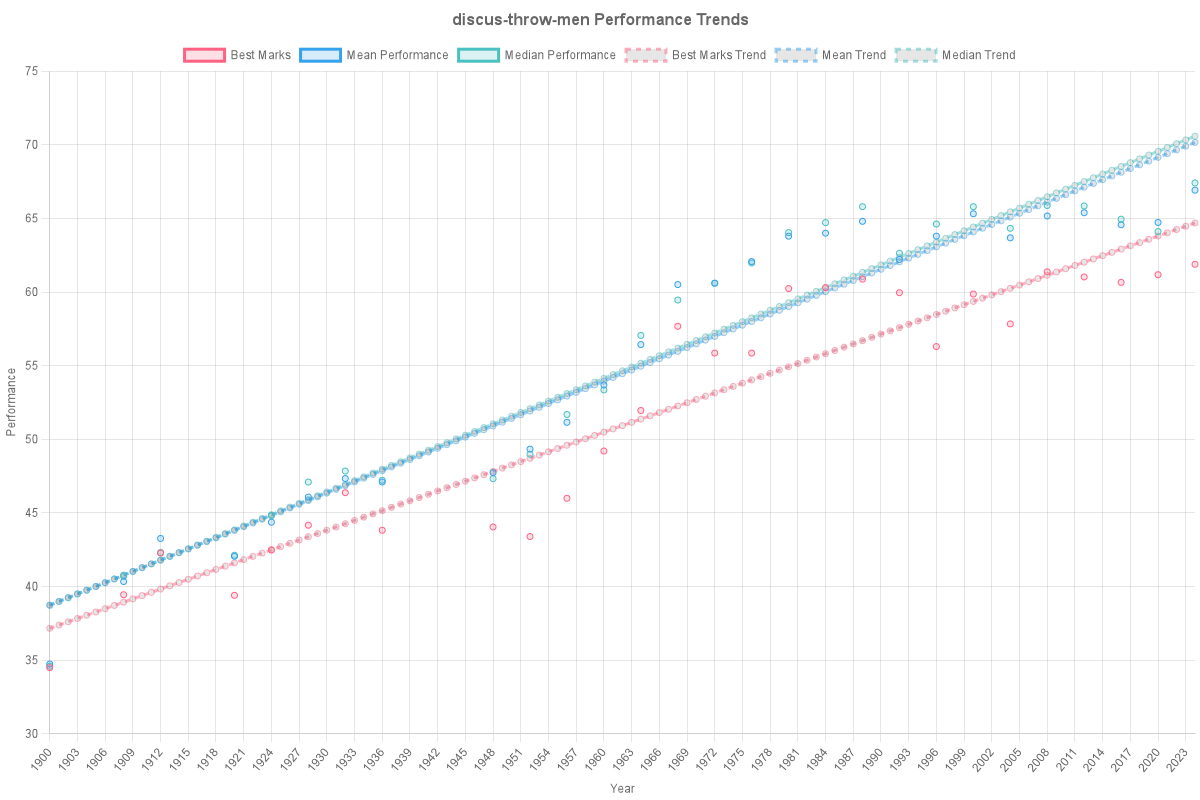 discus-throw-men Performance Trends
Best Marks Mean Performance Median Performance Best Marks Trend Mean Trend Median Trend
75
70
65
60
55
50
45
40
35
30
Performance
1900 1903 1906 1909 1912 1915 1918 1921 1924 1927 1930 1933 1936 1939 1942 1945 1948 1951 1954 1957 1960 1963 1966 1969 1972 1975 1978 1981 1984 1987 1990 1993 1996 1999 2002 2005 2008 2011 2014 2017 2020 2023
Year